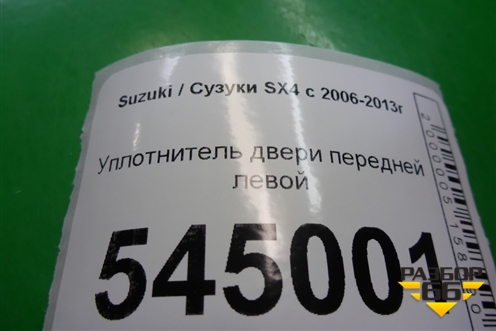 Suzuki / Сузуки SX4 с 2006-2013г
Уплотнитель двери передней
левой
545001
РАЗБОР
66